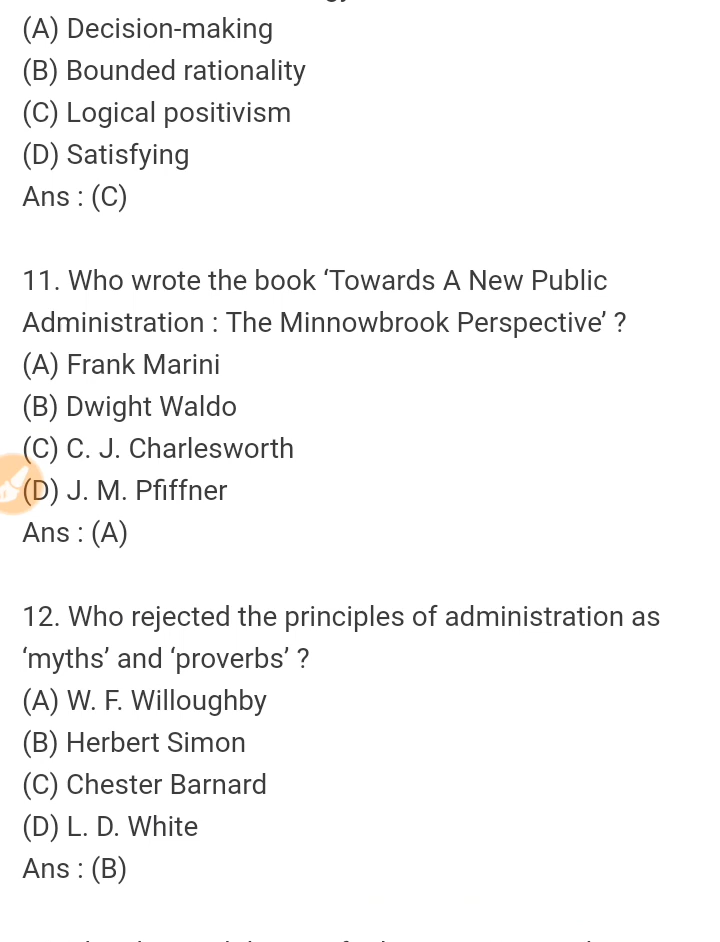 (A) Decision-making
(B) Bounded rationality
(C) Logical positivism
(D) Satisfying
Ans : (C)
11. Who wrote the book ‘Towards A New Public
Administration : The Minnowbrook Perspective’ ?
(A) Frank Marini
(B) Dwight Waldo
(C) C. J. Charlesworth
(D) J. M. Pfiffner
Ans : (A)
12. Who rejected the principles of administration as
‘myths’ and ‘proverbs’ ?
(A) W. F. Willoughby
(B) Herbert Simon
(C) Chester Barnard
(D) L. D. White
Ans : (B)